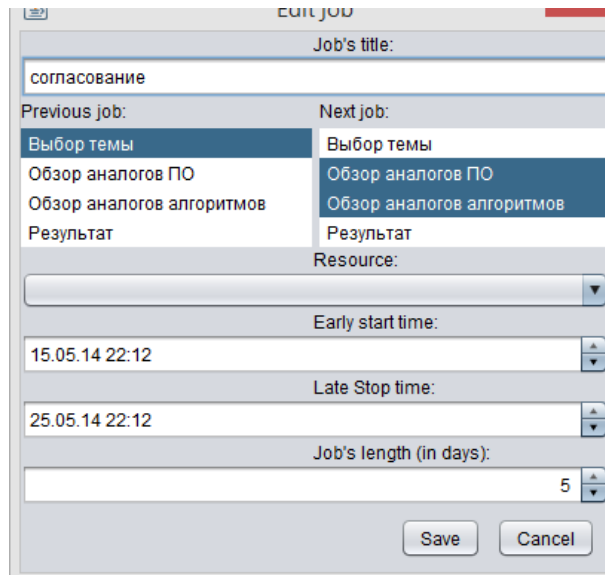 Edit job
Job's title:
согласование
Previous job:
Next job:
Выбор темы
Обзор аналогов ПО
Обзор аналогов алгоритмов
Результат
Выбор темы
Обзор аналогов ПО
Обзор аналогов алгоритмов
Результат
Resource:
Early start time:
15.05.14 22:12
Late Stop time:
25.05.14 22:12
Job's length (in days):
5
Save
Cancel